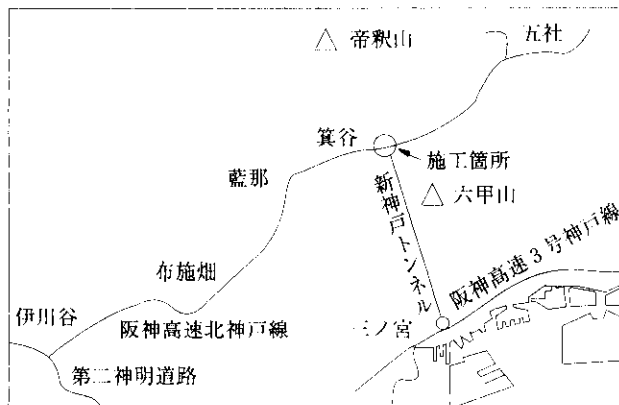 帝釈山
五社
箕谷
施工箇所
藍那
六甲山
新神戸トンネル
布施畑
阪神高速3号神戸線
伊川谷
阪神高速北神戸線
三ノ宮
第二神明道路